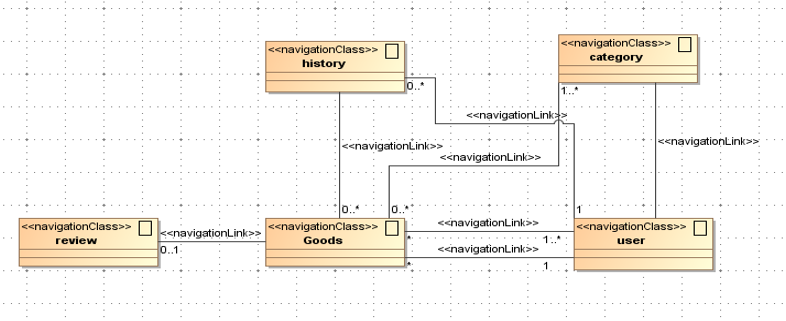 <<navigationClass>>
history
<<navigationClass>>
category
0..*
1..*
<<navigationLink>>
<<navigationLink>>
<<navigationLink>>
<<navigationLink>>
0..*
0..*
1
<<navigationClass>>
review
<<navigationLink>>
0..1
<<navigationClass>>
Goods
<<navigationLink>>
*
1..*
<<navigationLink>>
*
1
<<navigationClass>>
user